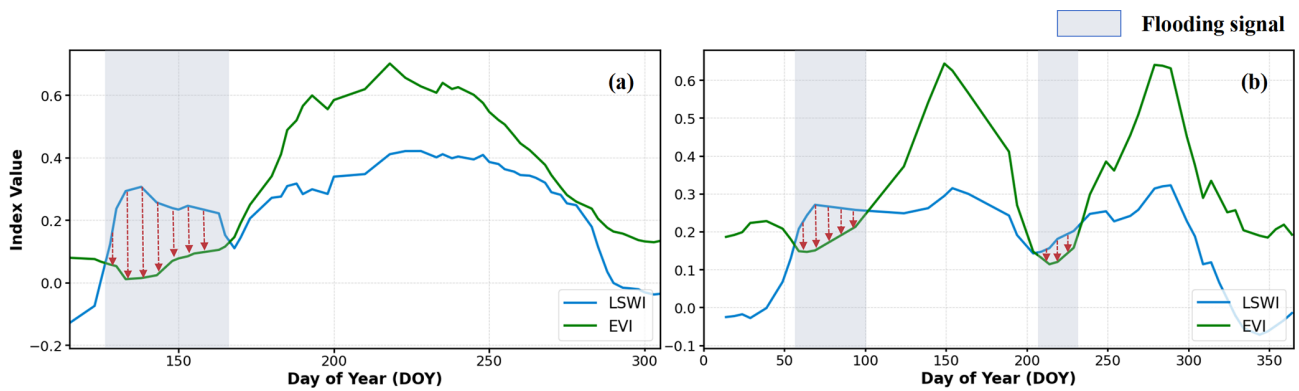 Flooding signal
(a)
(b)
Index Value
0.6
0.4
0.2
0.0
−0.2
150
200
250
300
Day of Year (DOY)
LSWI
EVI
0.6
0.5
0.4
0.3
0.2
0.1
0.0
−0.1
0
50
100
150
200
250
300
350
Day of Year (DOY)
LSWI
EVI